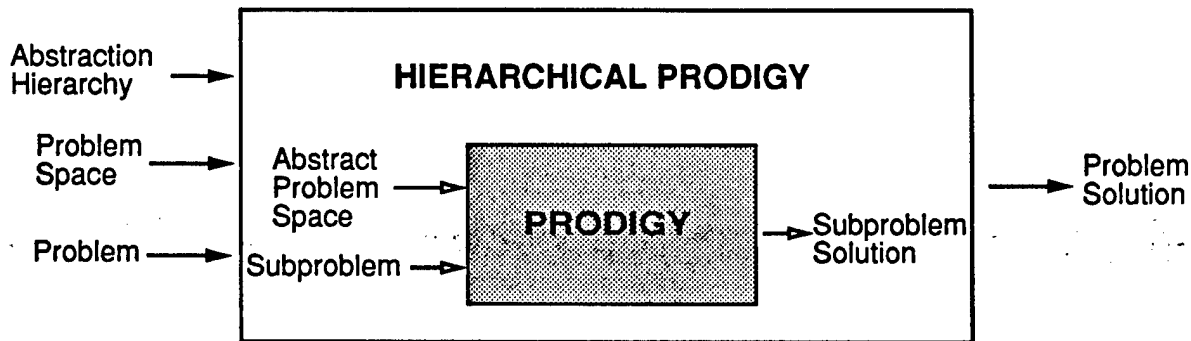 Abstraction
Hierarchy
HIERARCHICAL PRODIGY
Problem
Space
Abstract
Problem
Space
PRODIGY
Problem
Solution
Problem
Subproblem
Subproblem
Solution